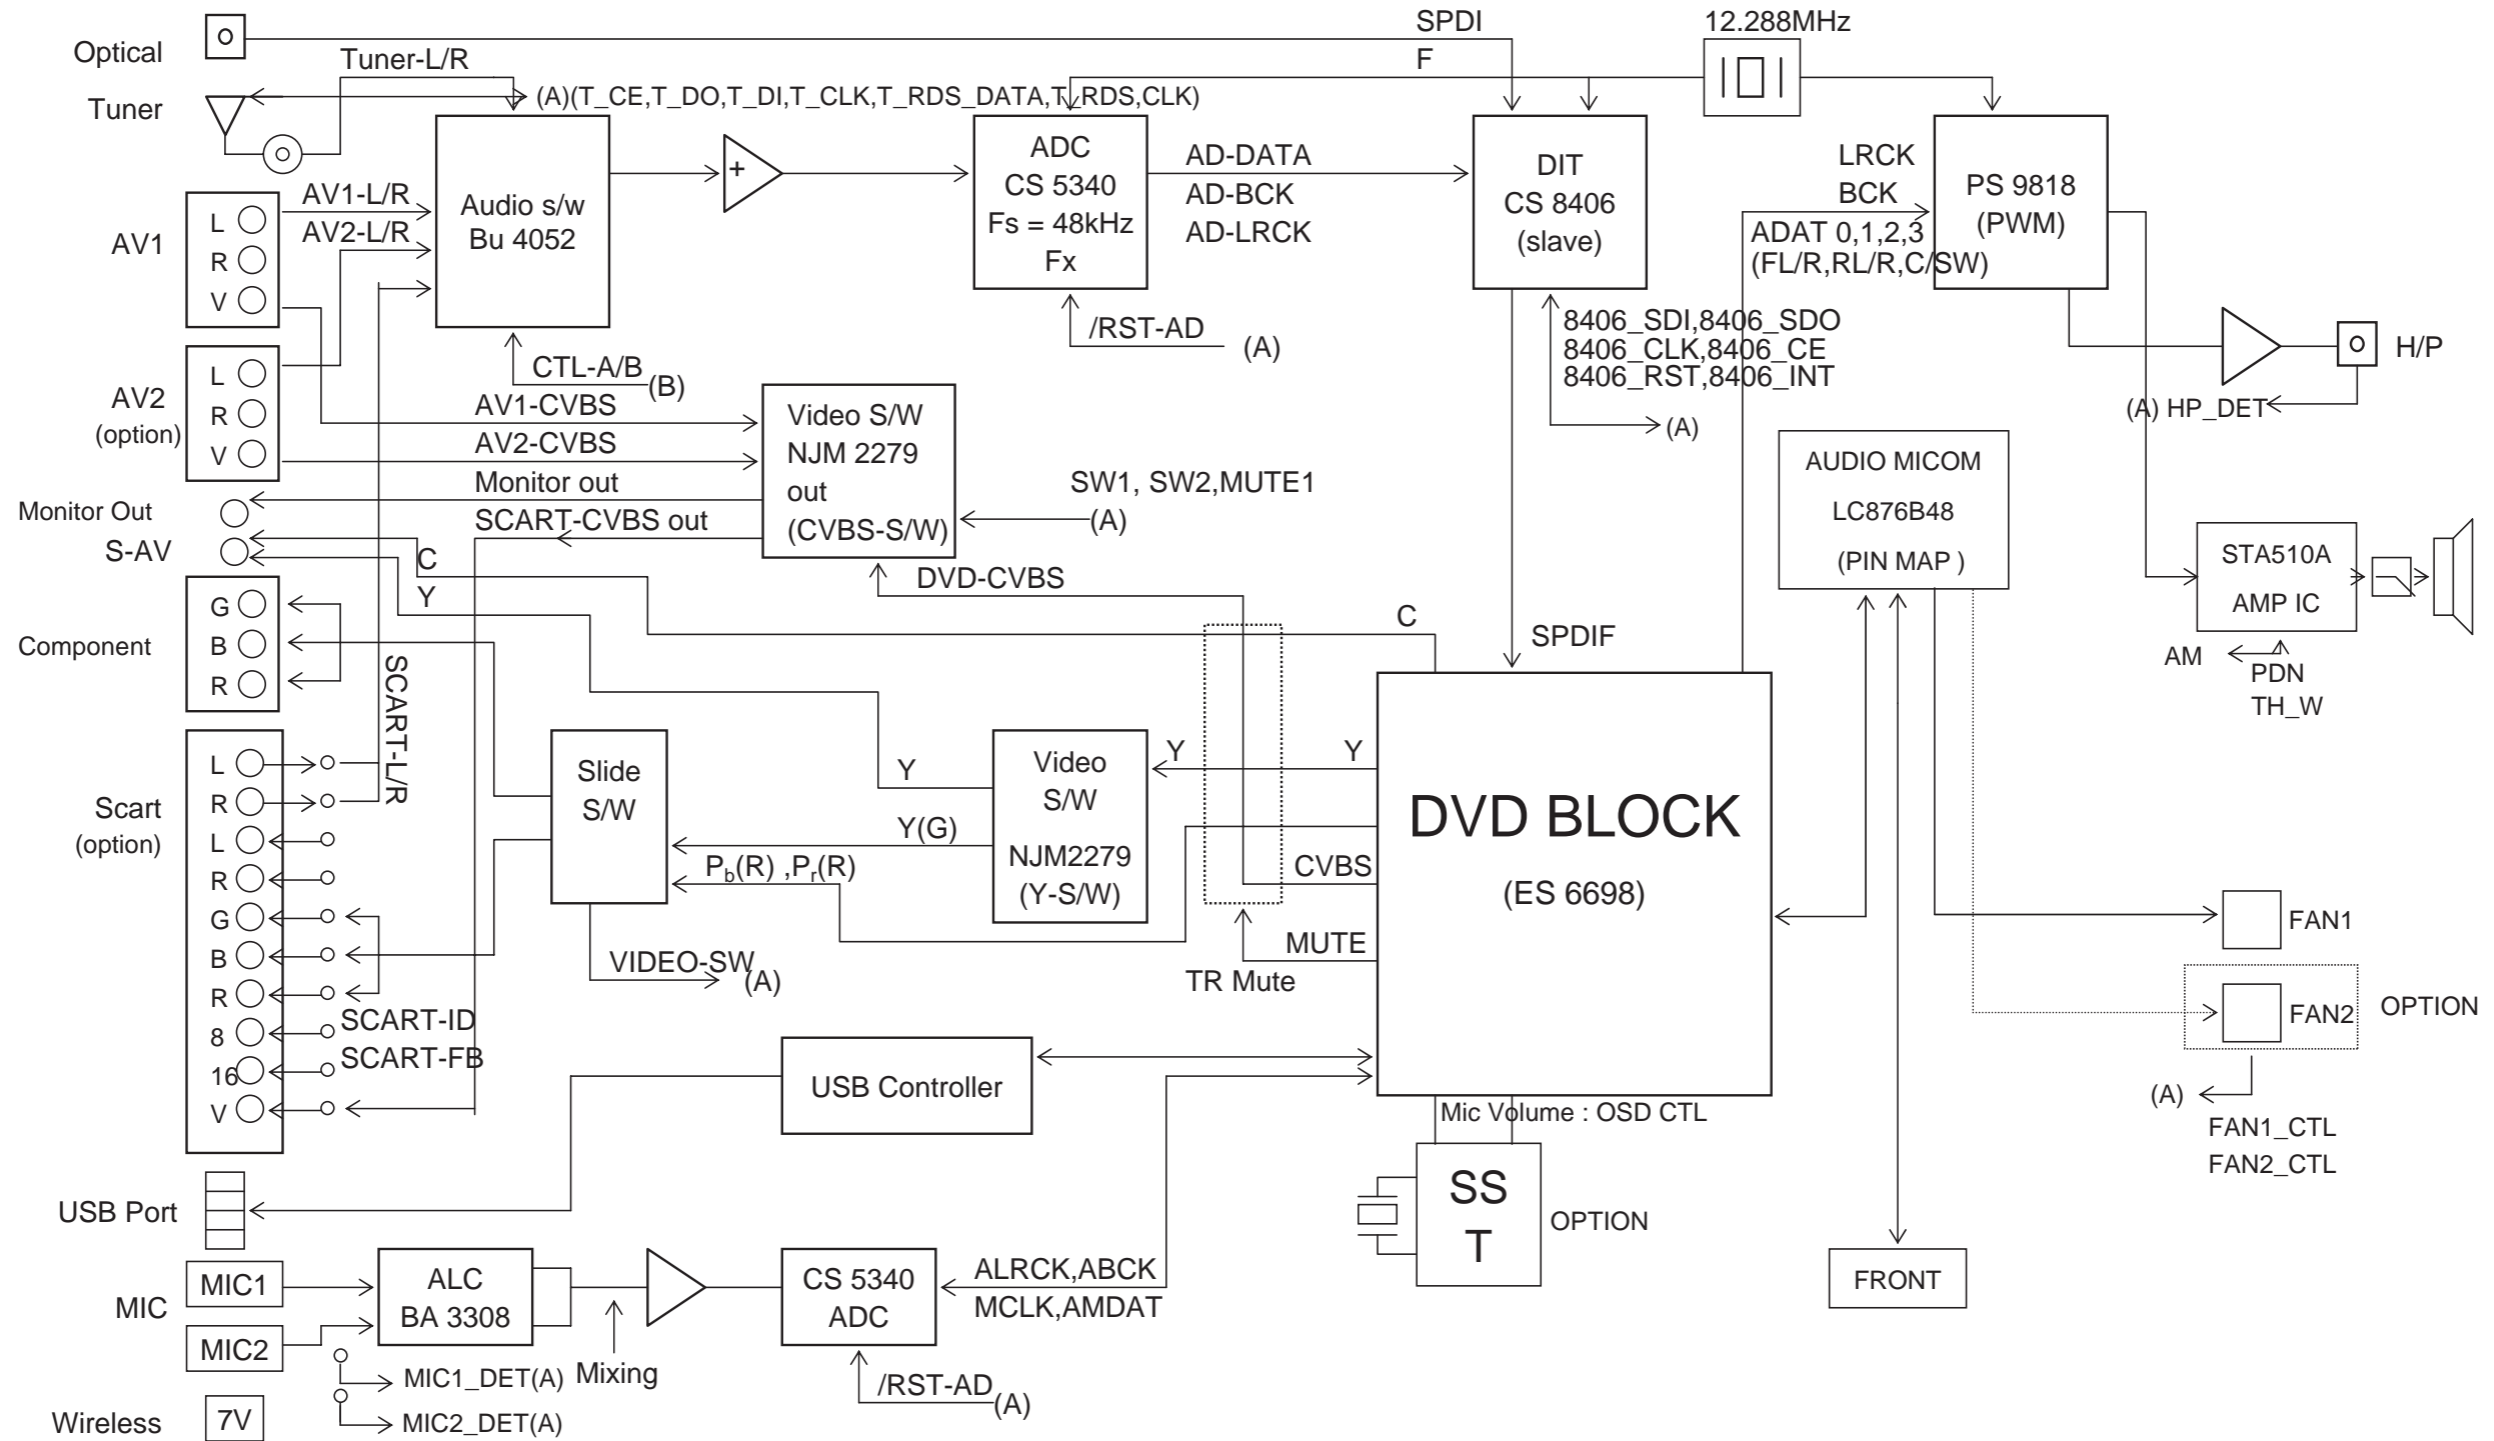 SPDI
F
12.288MHz
Optical
Tuner-L/R
Tuner
(A)(T_CE,T_DO,T_DI,T_CLK,T_RDS_DATA,T_RDS,CLK)
Audio s/w
Bu 4052
+
ADC
CS 5340
Fs = 48kHz
Fx
AD-DATA
AD-BCK
AD-LRCK
DIT
CS 8406
(slave)
LRCK
BCK
ADAT 0,1,2,3
(FL/R,RL/R,C/SW)
PS 9818
(PWM)
AV1
L
R
V
AV1-L/R
AV2-L/R
/RST-AD
(A)
8406_SDI,8406_SDO
8406_CLK,8406_CE
8406_RST,8406_INT
(A)
H/P
(A) HP_DET
CTL-A/B
(B)
AV2
(option)
L
R
V
AV1-CVBS
AV2-CVBS
Monitor out
SCART-CVBS out
Video S/W
NJM 2279
out
(CVBS-S/W)
SW1, SW2,MUTE1
(A)
AUDIO MICOM
LC876B48
(PIN MAP )
Monitor Out
S-AV
C
Y
DVD-CVBS
C
SPDIF
STA510A
AMP IC
AM
PDN
TH_W
Component
G
B
R
SCART-L/R
Scart
(option)
L
R
L
R
G
B
R
8
16
V
SCART-ID
SCART-FB
Slide
S/W
Y
Y(G)
Pb(R) ,Pr(R)
VIDEO-SW
(A)
Video
S/W
NJM2279
(Y-S/W)
Y
Y
CVBS
MUTE
TR Mute
DVD BLOCK
(ES 6698)
FAN1
FAN2
OPTION
(A)
FAN1_CTL
FAN2_CTL
USB Controller
Mic Volume : OSD CTL
SS
T
OPTION
FRONT
USB Port
MIC
MIC1
MIC2
ALC
BA 3308
Mixing
CS 5340
ADC
ALRCK,ABCK
MCLK,AMDAT
/RST-AD
(A)
MIC1_DET(A)
MIC2_DET(A)
Wireless
7V